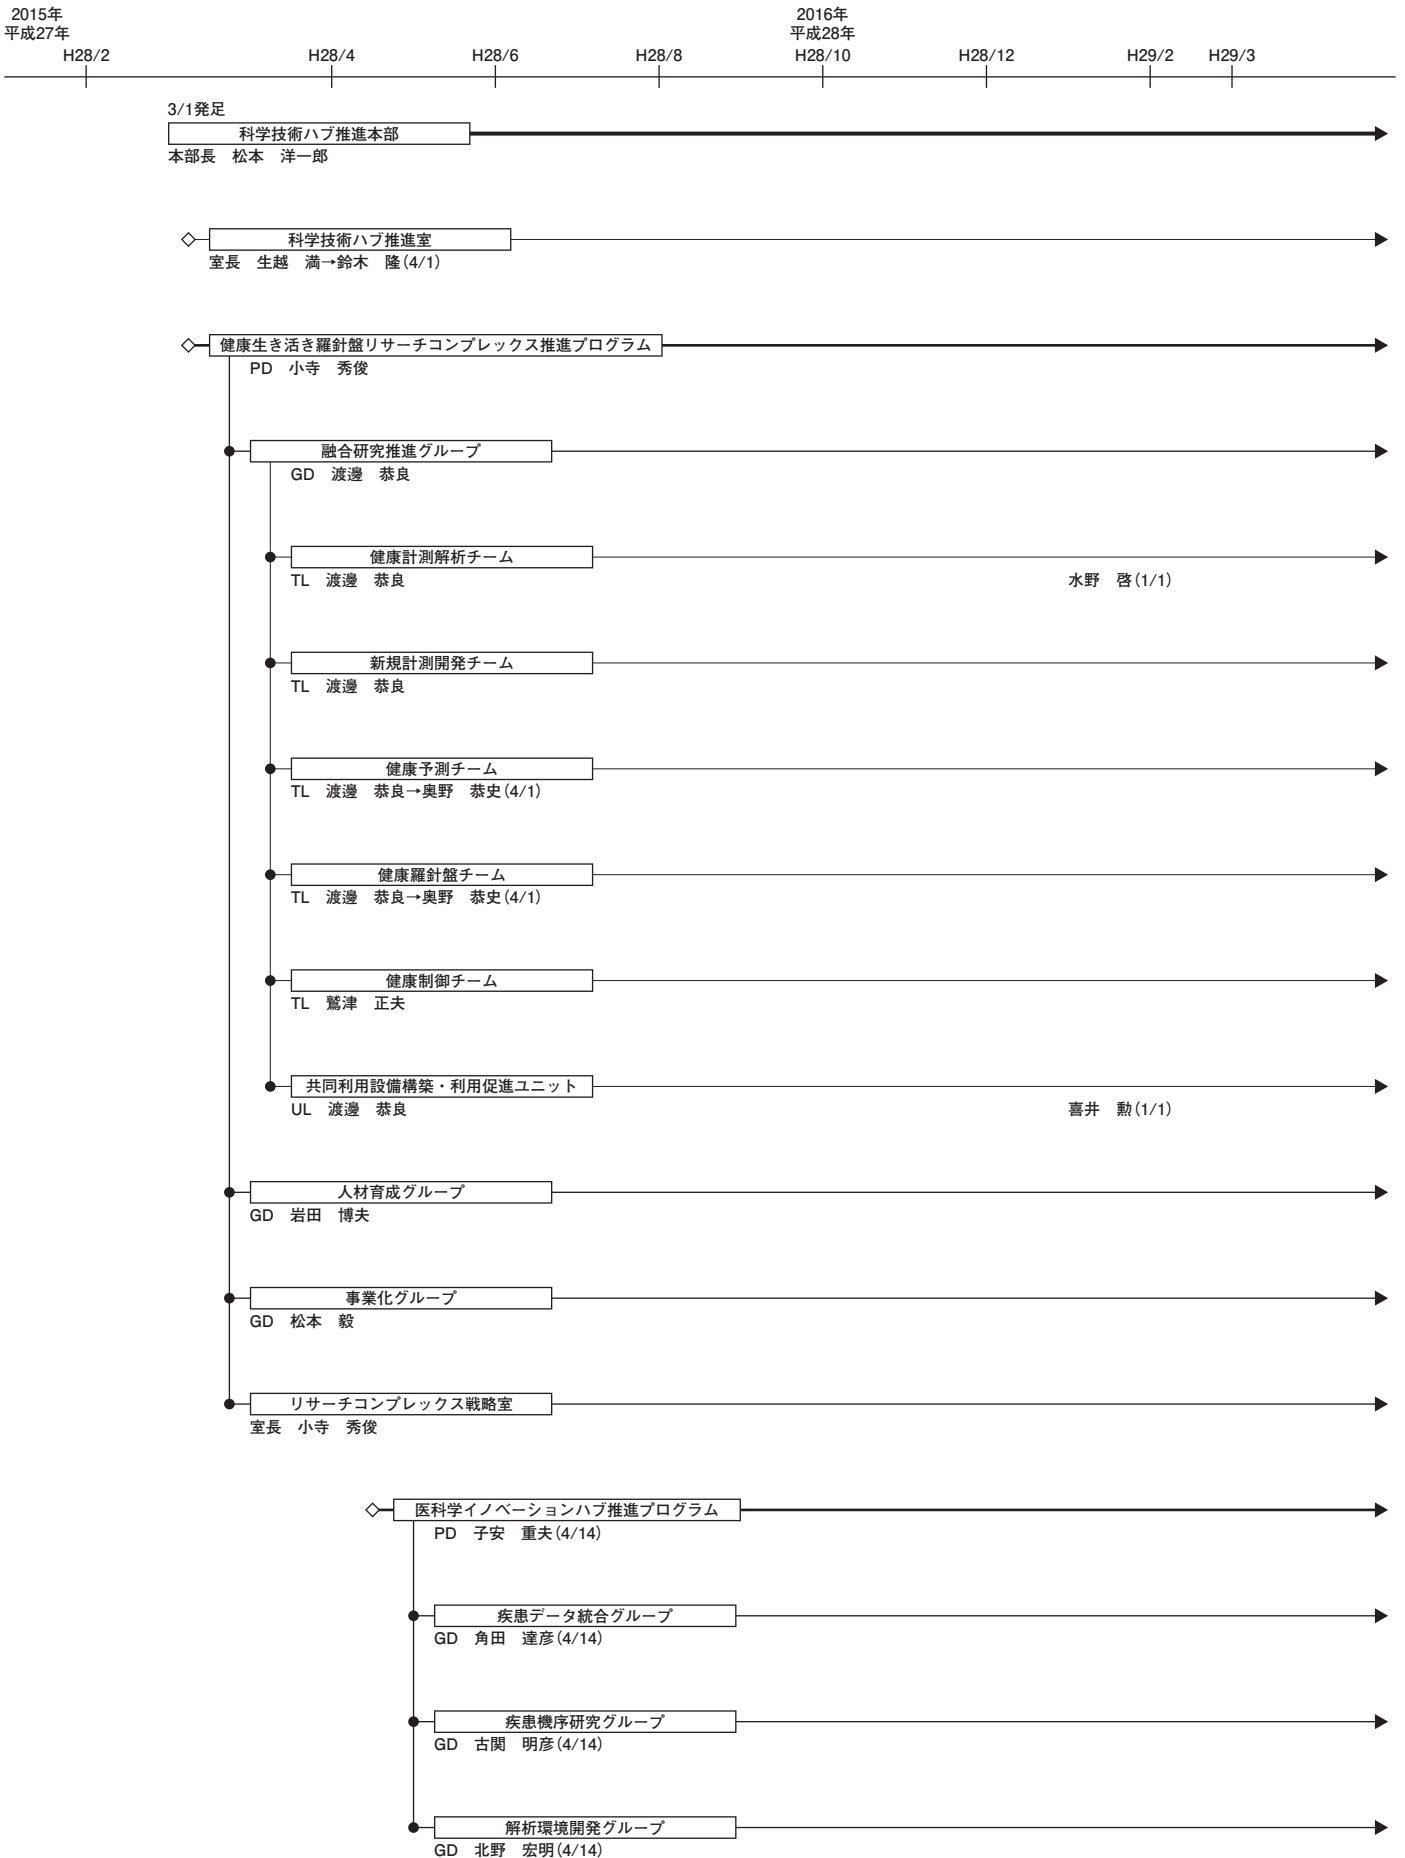 2015年
平成27年
2016年
平成28年
H28/2
H28/4
H28/6
H28/8
H28/10
H28/12
H29/2
H29/3
3/1発足
科学技術ハブ推進本部
本部長 松本 洋一郎
科学技術ハブ推進室
室長 生越 満→鈴木 隆(4/1)
健康生き活き羅針盤リサーチコンプレックス推進プログラム
PD 小寺 秀俊
融合研究推進グループ
GD 渡邊 恭良
健康計測解析チーム
TL 渡邊 恭良
水野 啓(1/1)
新規計測開発チーム
TL 渡邊 恭良
健康予測チーム
TL 渡邊 恭良→奥野 恭史(4/1)
健康羅針盤チーム
TL 渡邊 恭良→奥野 恭史(4/1)
健康制御チーム
TL 鷲津 正夫
共同利用設備構築・利用促進ユニット
UL 渡邊 恭良
喜井 勲(1/1)
人材育成グループ
GD 岩田 博夫
事業化グループ
GD 松本 毅
リサーチコンプレックス戦略室
室長 小寺 秀俊
医科学イノベーションハブ推進プログラム
PD 子安 重夫(4/14)
疾患データ統合グループ
GD 角田 達彦(4/14)
疾患機序研究グループ
GD 古関 明彦(4/14)
解析環境開発グループ
GD 北野 宏明(4/14)